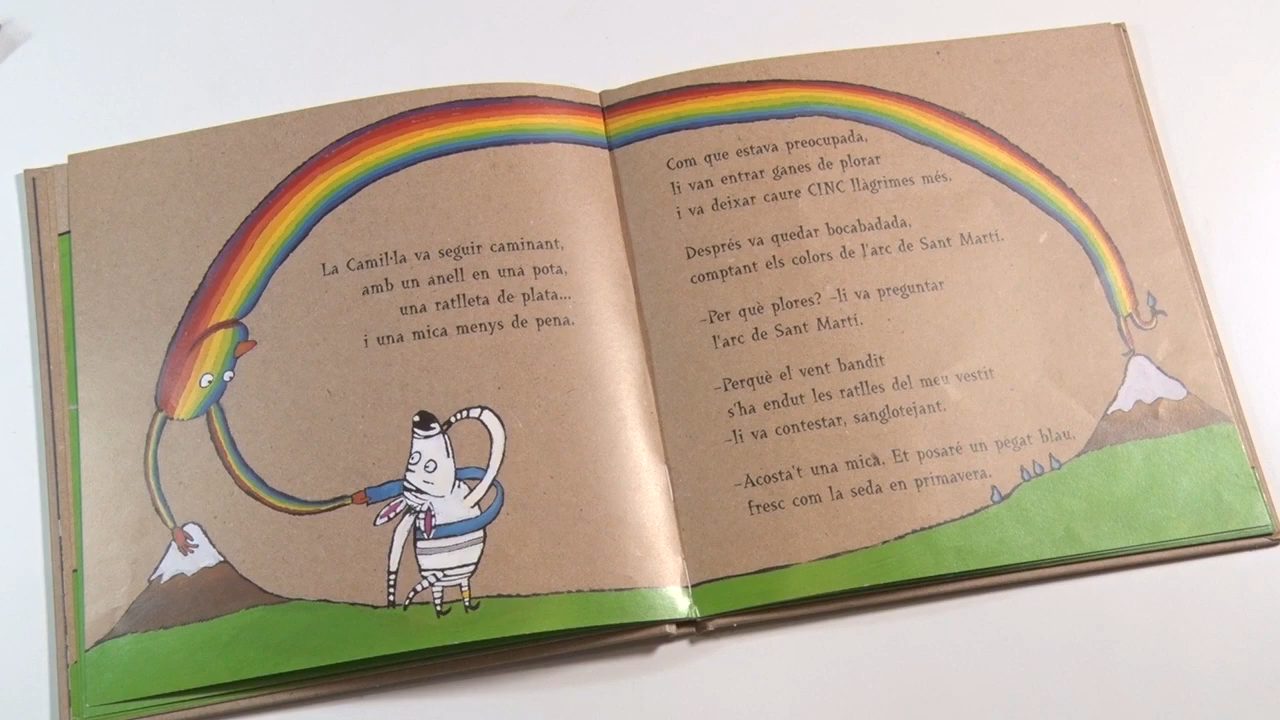 La Camil·la va seguir caminant,
amb un anell en una pota,
una ratlleta de plata...
i una mica menys de pena.
Com que estava preocupada,
li van entrar ganes de plorar
i va deixar caure CINC llàgrimes més.
Després va quedar bocabadada,
comptant els colors de l'arc de Sant Martí.
–Per què plores? –li va preguntar
l'arc de Sant Martí.
–Perquè el vent bandit
s'ha endut les ratlles del meu vestit
–li va contestar, sanglotejant.
–Acosta't una mica. Et posaré un pegat blau,
fresc com la seda en primavera.